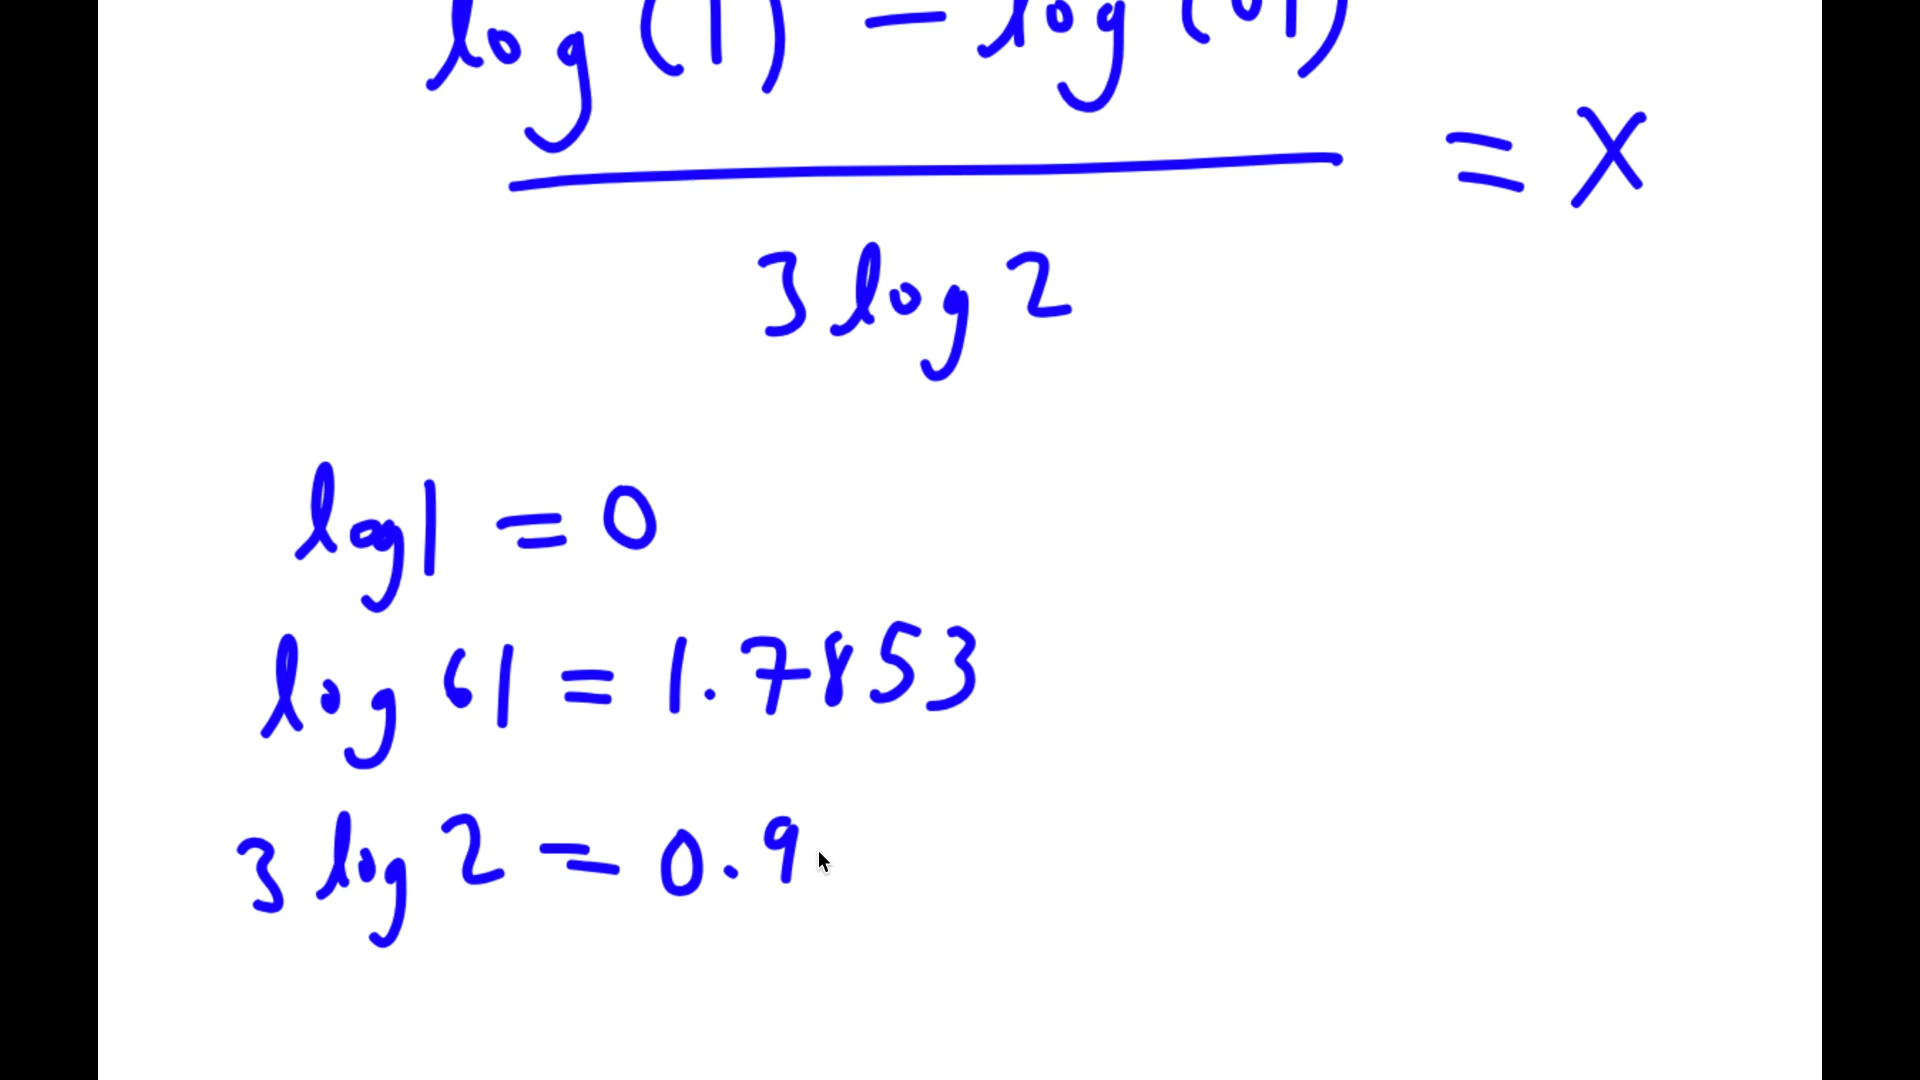 log (1) - log (61)
= X
3 log 2
log 1 = 0
log 61 = 1.7853
3 log 2 = 0.9